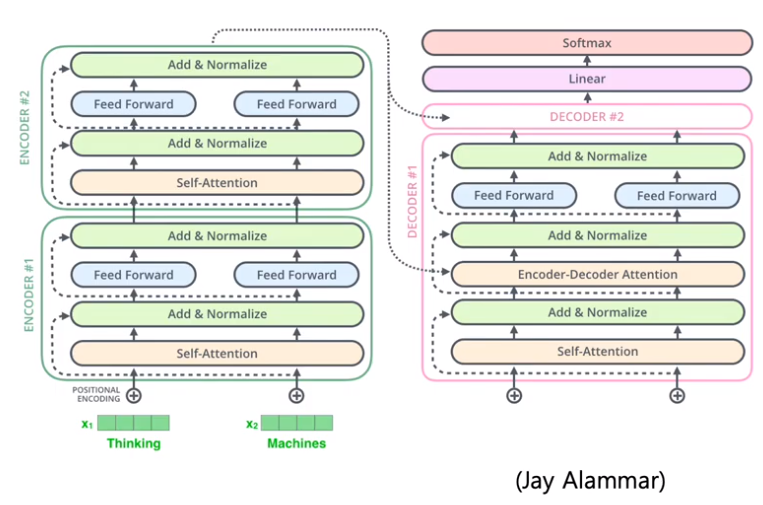 ENCODER #2
Add & Normalize
Feed Forward Feed Forward
Add & Normalize
Self-Attention
ENCODER #1
Add & Normalize
Feed Forward Feed Forward
Add & Normalize
Self-Attention
POSITIONAL
ENCODING
x₁ x₂
Thinking Machines
Softmax
Linear
DECODER #2
DECODER #1
Add & Normalize
Feed Forward Feed Forward
Add & Normalize
Encoder-Decoder Attention
Add & Normalize
Self-Attention
(Jay Alammar)